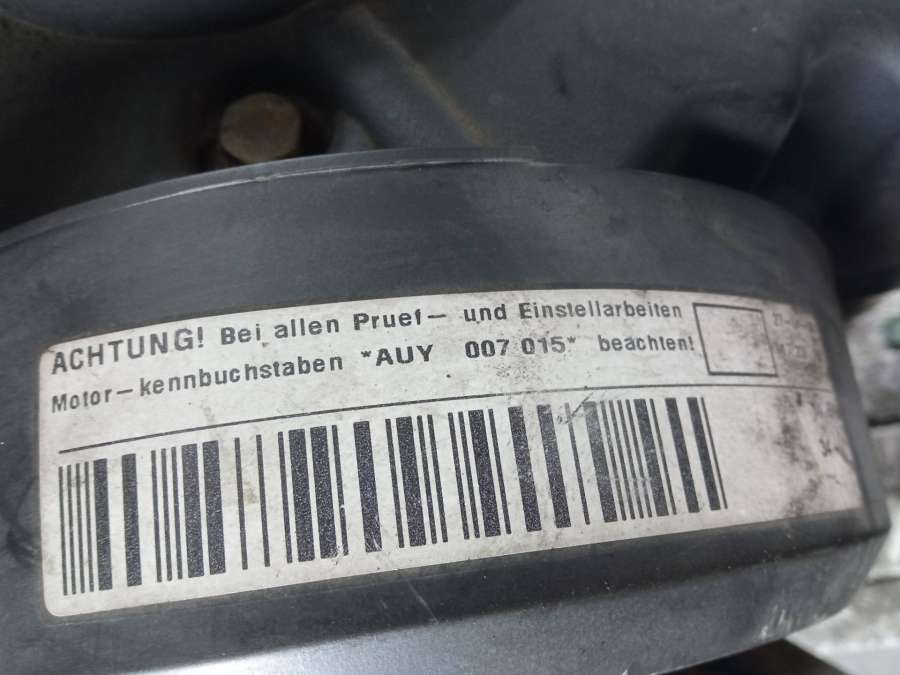 ACHTUNG! Bei allen Pruef- und Einstellarbeiten
Motor-kennbuchstaben *AUY 007 015* beachten!